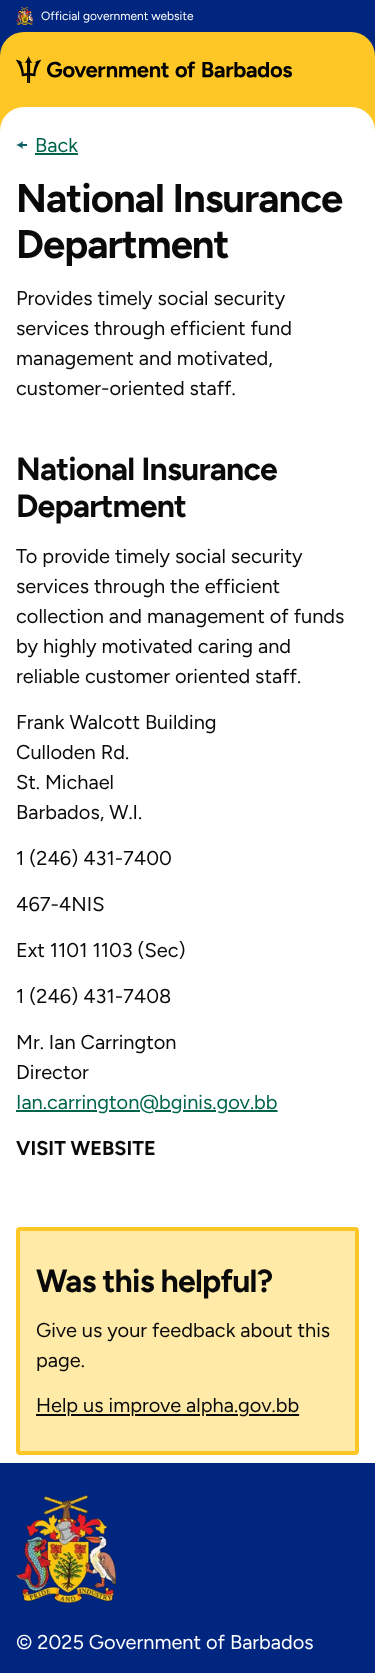 Official government website
Government of Barbados
Back
National Insurance
Department
Provides timely social security
services through efficient fund
management and motivated,
customer-oriented staff.
National Insurance
Department
To provide timely social security
services through the efficient
collection and management of funds
by highly motivated caring and
reliable customer oriented staff.
Frank Walcott Building
Culloden Rd.
St. Michael
Barbados, W.I.
1 (246) 431-7400
467-4NIS
Ext 1101 1103 (Sec)
1 (246) 431-7408
Mr. Ian Carrington
Director
Ian.carrington@bginis.gov.bb
VISIT WEBSITE
Was this helpful?
Give us your feedback about this
page.
Help us improve alpha.gov.bb
PRIDE AND INDUSTRY
© 2025 Government of Barbados